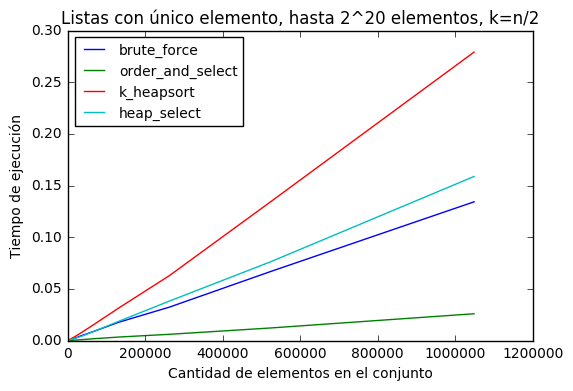 Listas con único elemento, hasta 2^20 elementos, k=n/2
brute_force
order_and_select
k_heapsort
heap_select
Tiempo de ejecución
0.30
0.25
0.20
0.15
0.10
0.05
0.00
0 200000 400000 600000 800000 1000000 1200000
Cantidad de elementos en el conjunto